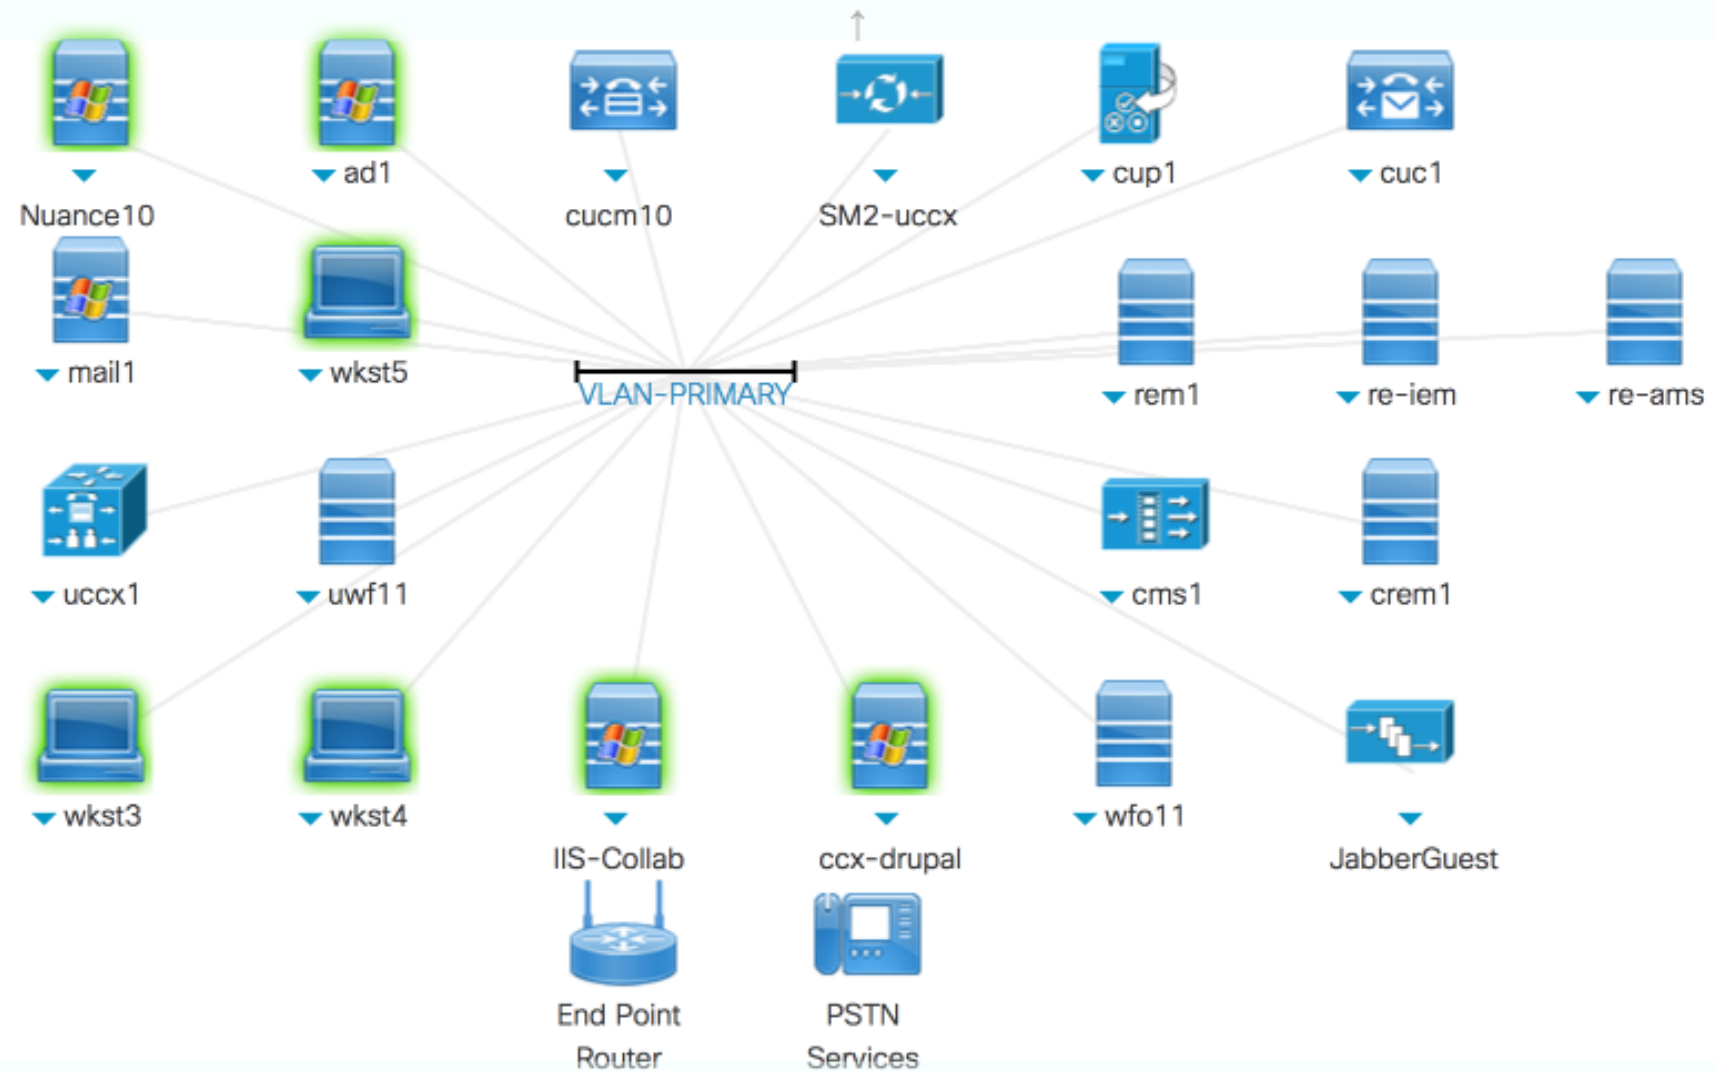 ad1
cup1
cuc1
Nuance10
cucm10
SM2-uccx
mail1
wkst5
VLAN-PRIMARY
rem1
re-iem
re-ams
uccx1
uwf11
cms1
crem1
wkst3
wkst4
wfo11
IIS-Collab
ccx-drupal
JabberGuest
End Point
Router
PSTN
Services